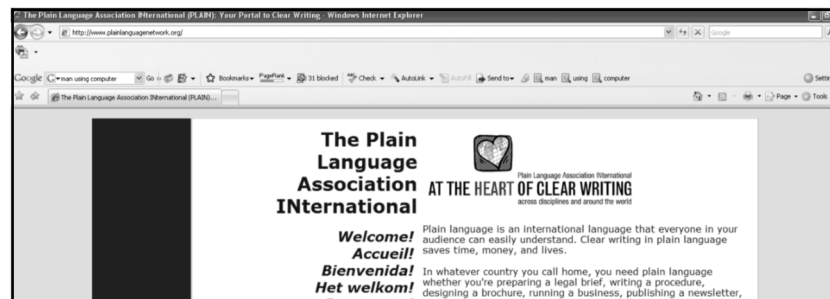 The Plain Language Association INternational (PLAIN): Your Portal to Clear Writing - Windows Internet Explorer
http://www.plainlanguagenetwork.org/
Google
Google man using computer Go Bookmarks PageRank 31 blocked Check AutoLink AutoFill Send to man using computer
The Plain Language Association INternational (PLAIN)...
Page Tools
The Plain
Language
Association
INternational
Plain Language Association INternational
AT THE HEART OF CLEAR WRITING
across disciplines and around the world
Welcome!
Accueil!
Bienvenida!
Het welkom!
Plain language is an international language that everyone in your
audience can easily understand. Clear writing in plain language
saves time, money, and lives.
In whatever country you call home, you need plain language
whether you're preparing a legal brief, writing a procedure,
designing a brochure, running a business, publishing a newsletter,